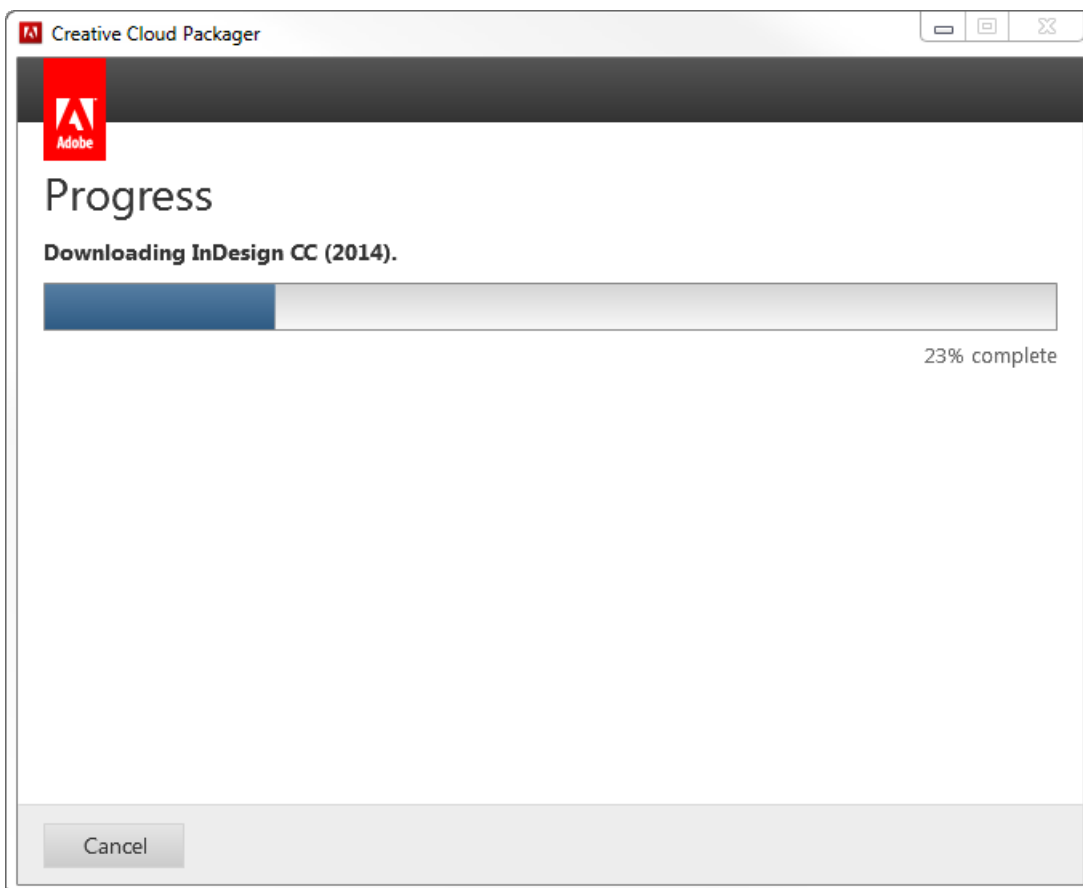 Creative Cloud Packager
Adobe
Progress
Downloading InDesign CC (2014).
23% complete
Cancel